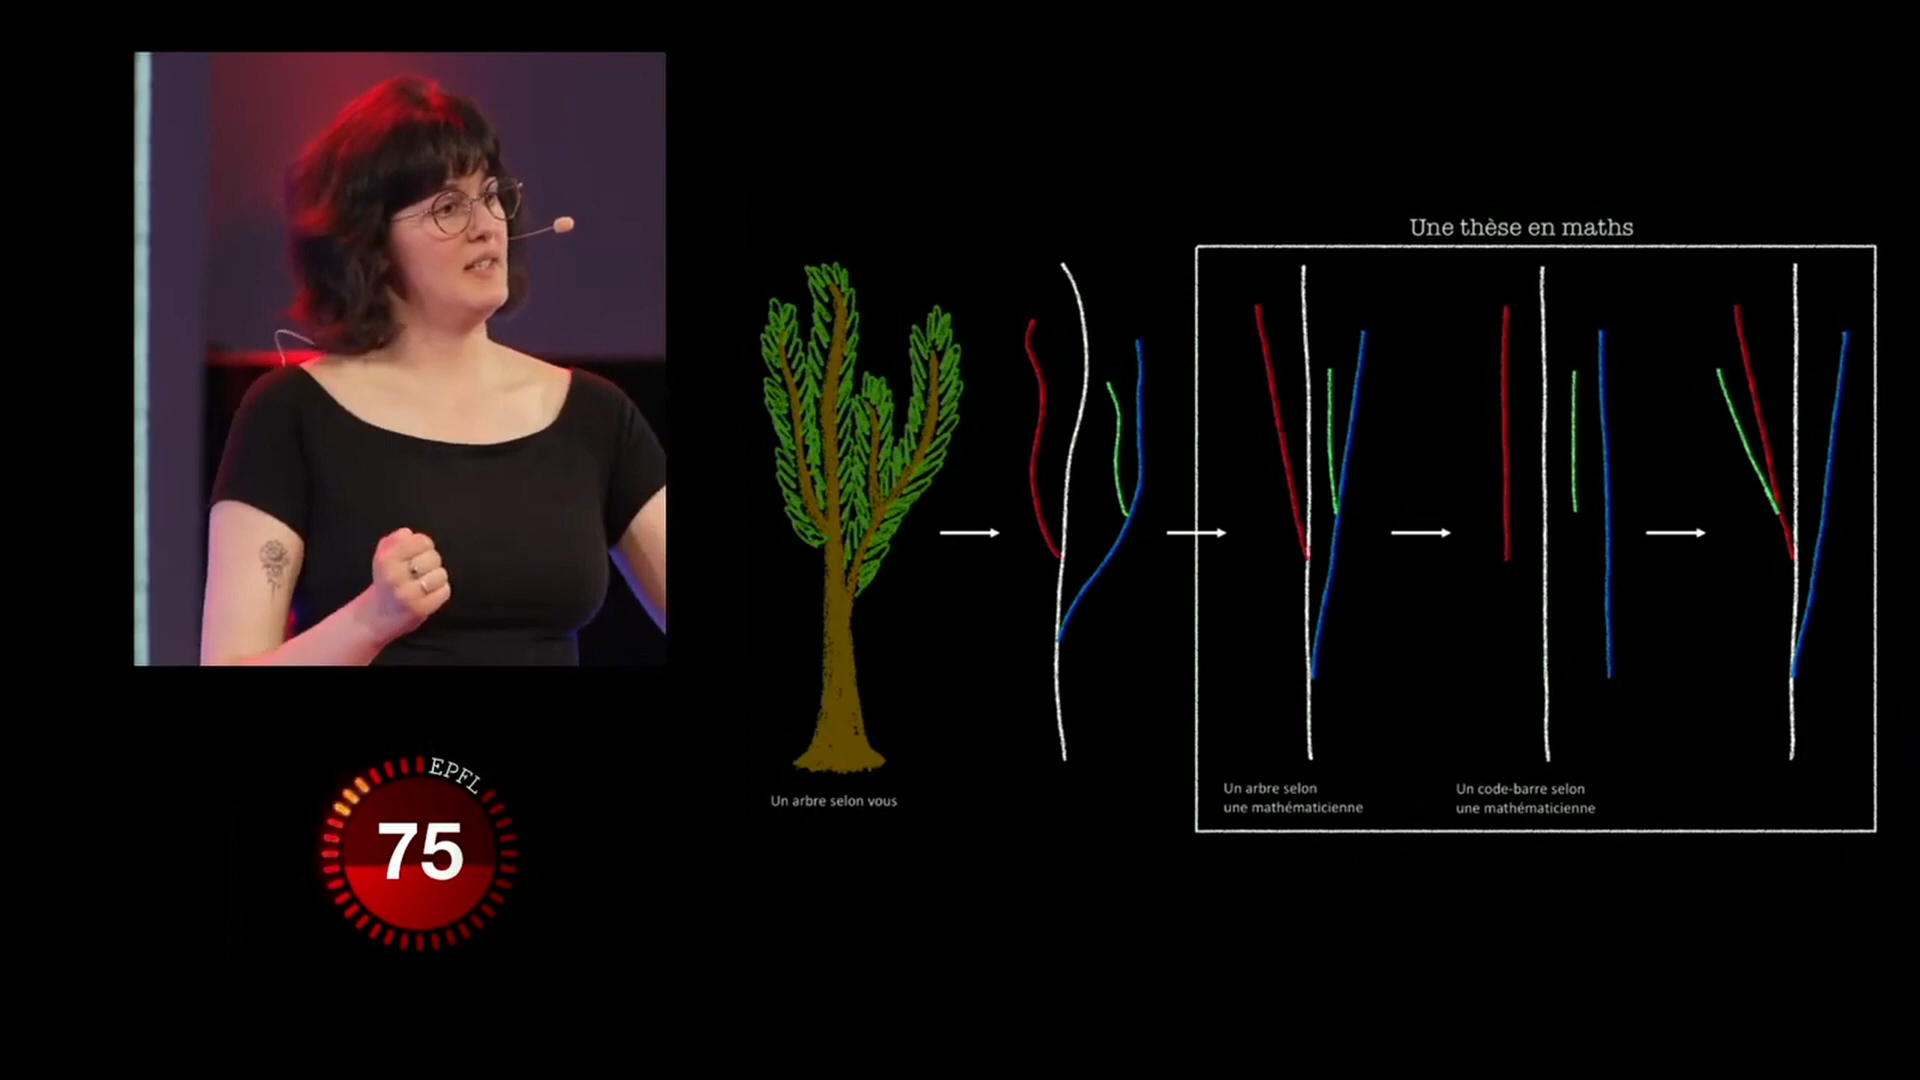 Une thèse en maths
Un arbre selon vous
Un arbre selon
une mathématicienne
Un code-barre selon
une mathématicienne
EPFL
75